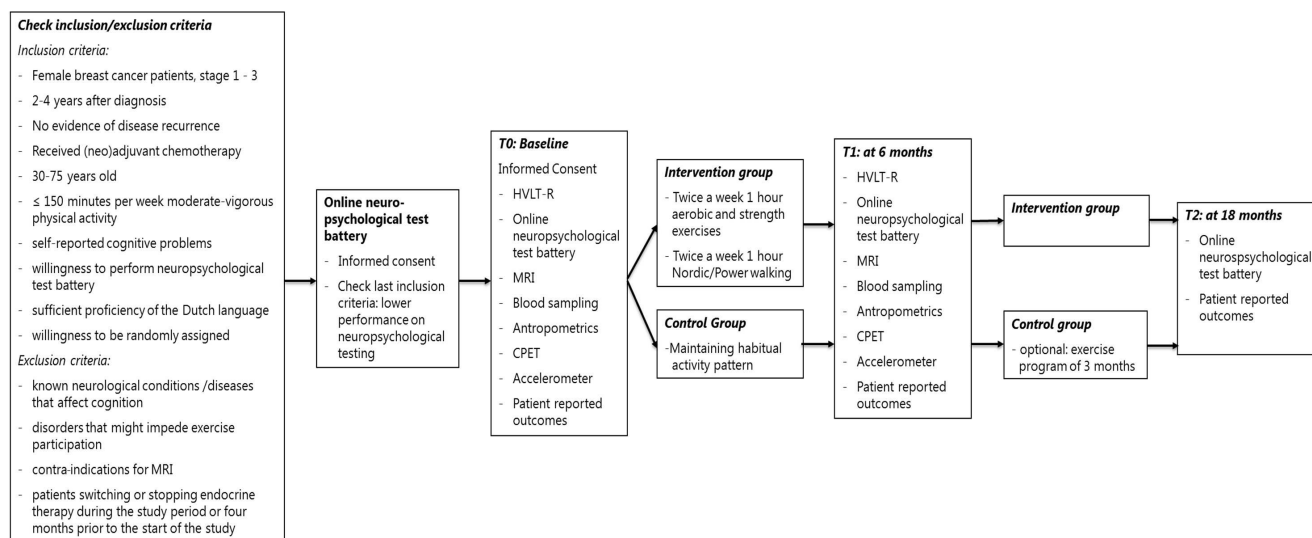 Check inclusion/exclusion criteria
Inclusion criteria:
- Female breast cancer patients, stage 1 - 3
- 2-4 years after diagnosis
- No evidence of disease recurrence
- Received (neo)adjuvant chemotherapy
- 30-75 years old
- ≤ 150 minutes per week moderate-vigorous
physical activity
- self-reported cognitive problems
- willingness to perform neuropsychological
test battery
- sufficient proficiency of the Dutch language
- willingness to be randomly assigned
Exclusion criteria:
- known neurological conditions /diseases
that affect cognition
- disorders that might impede exercise
participation
- contra-indications for MRI
- patients switching or stopping endocrine
therapy during the study period or four
months prior to the start of the study
Online neuro-
psychological test
battery
- Informed consent
- Check last inclusion
criteria: lower
performance on
neuropsychological
testing
T0: Baseline
Informed Consent
- HVLT-R
- Online
neuropsychological
test battery
- MRI
- Blood sampling
- Antropometrics
- CPET
- Accelerometer
- Patient reported
outcomes
Intervention group
- Twice a week 1 hour
aerobic and strength
exercises
- Twice a week 1 hour
Nordic/Power walking
Control Group
-Maintaining habitual
activity pattern
T1: at 6 months
- HVLT-R
- Online
neuropsychological
test battery
- MRI
- Blood sampling
- Antropometrics
- CPET
- Accelerometer
- Patient reported
outcomes
Intervention group
Control group
- optional: exercise
program of 3 months
T2: at 18 months
- Online
neurospychological
test battery
- Patient reported
outcomes